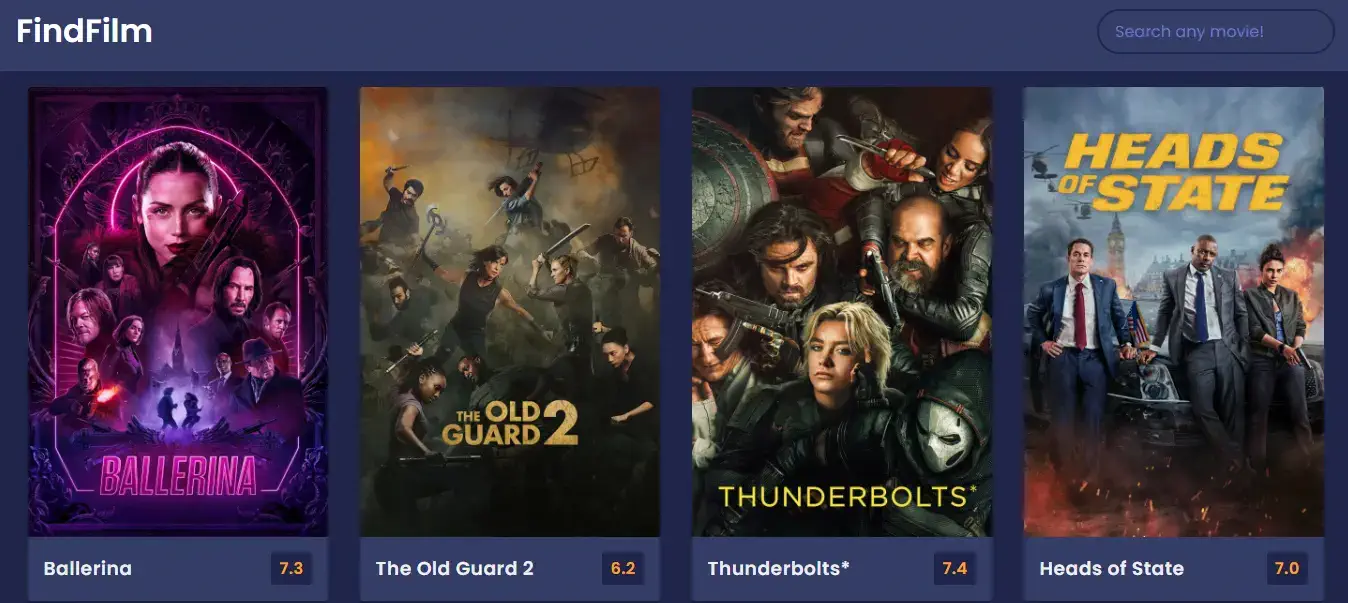 FindFilm
Search any movie!
BALLERINA
THE OLD
GUARD 2
THUNDERBOLTS*
HEADS
OF STATE
Ballerina
7.3
The Old Guard 2
6.2
Thunderbolts*
7.4
Heads of State
7.0